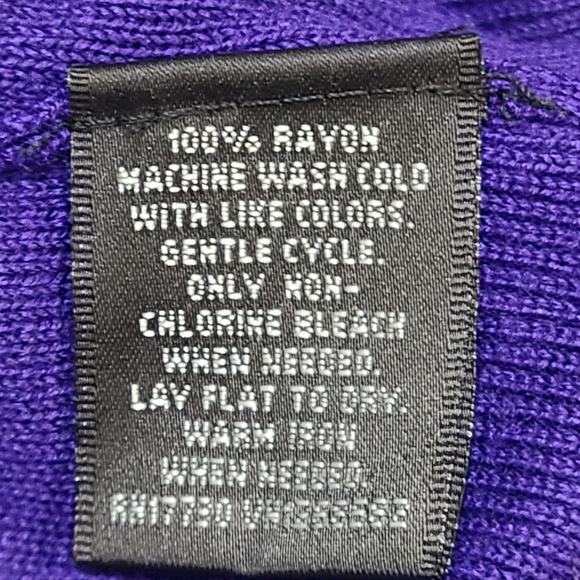 100% RAYON
MACHINE WASH COLD
WITH LIKE COLORS.
GENTLE CYCLE.
ONLY NON-
CHLORINE BLEACH
WHEN NEEDED.
LAY FLAT TO DRY.
WARM IRON
WHEN NEEDED.